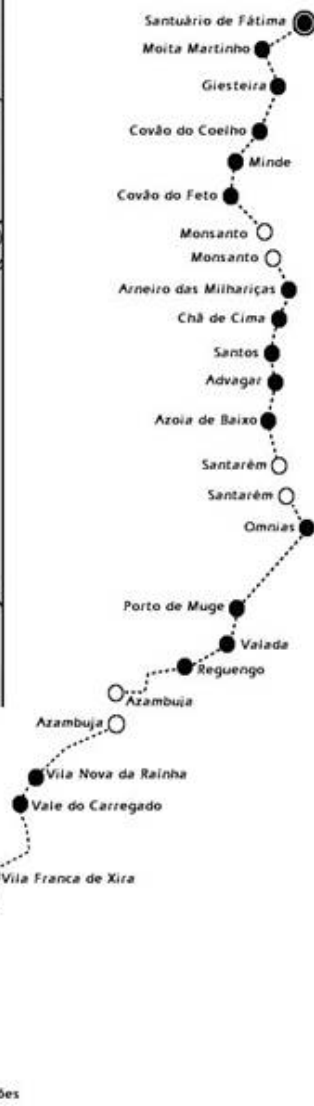 Santuário de Fátima
Moita Martinho
Giesteira
Covão do Coelho
Minde
Covão do Feto
Monsanto
Monsanto
Arneiro das Milhariças
Chã de Cima
Santos
Advagar
Azoia de Baixo
Santarém
Santarém
Omnias
Porto de Muge
Valada
Reguengo
Azambuja
Azambuja
Vila Nova da Raínha
Vale do Carregado
Vila Franca de Xira
ões